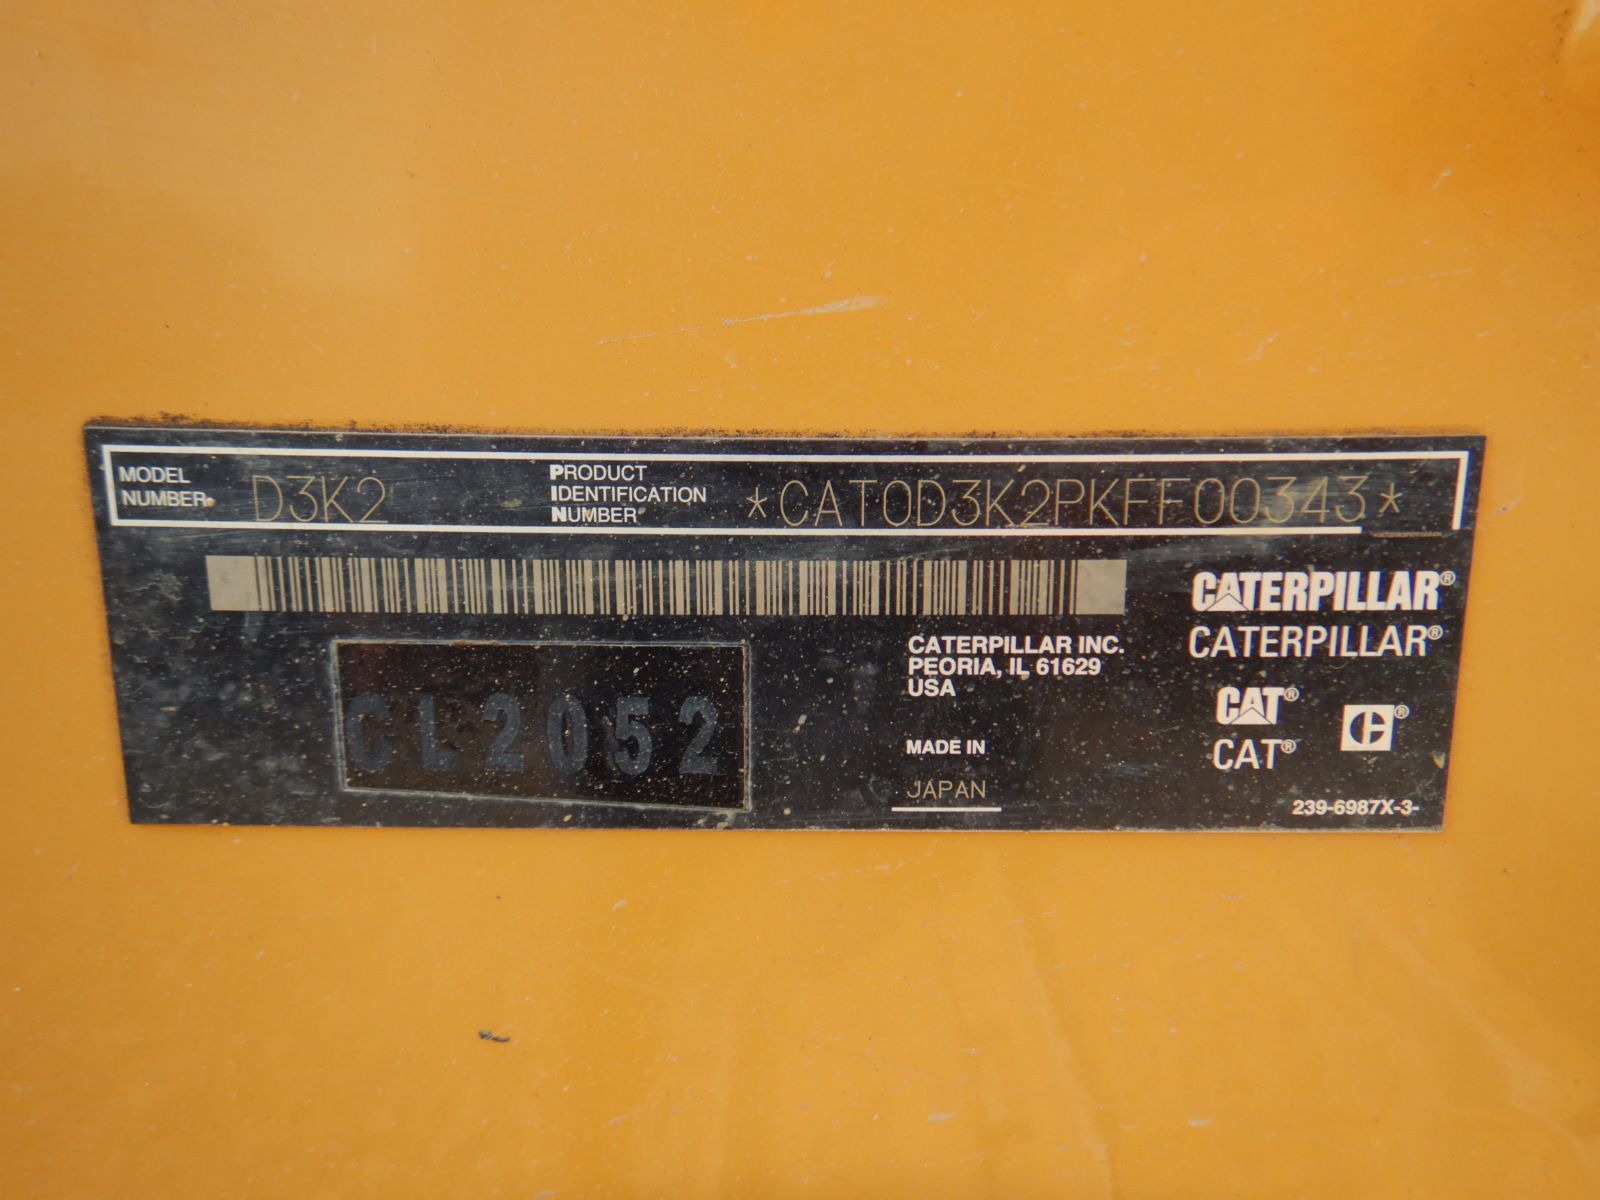 MODEL
NUMBER
D3K2
PRODUCT
IDENTIFICATION
NUMBER
*CAT0D3K2PKFF00343*
CATERPILLAR®
CATERPILLAR®
CATERPILLAR INC.
PEORIA, IL 61629
USA
CL2052
CAT®
CAT®
MADE IN
JAPAN
239-6987X-3-